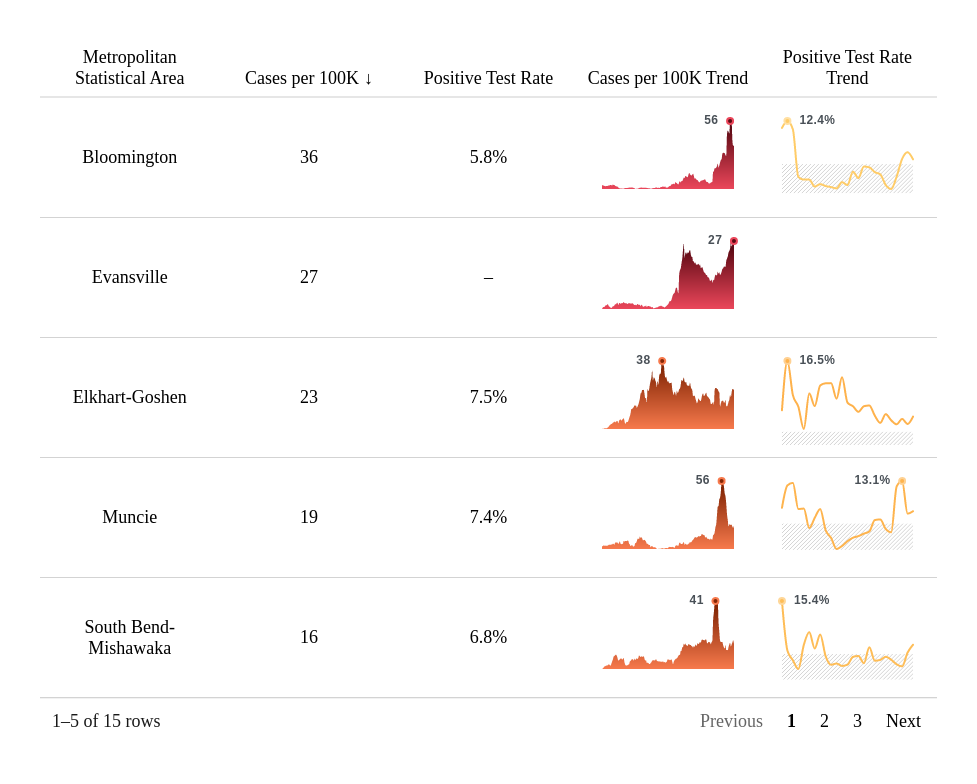 Metropolitan
Statistical Area
Cases per 100K ↓
Positive Test Rate
Cases per 100K Trend
Positive Test Rate
Trend
Bloomington
36
5.8%
56
12.4%
Evansville
27
–
27
Elkhart-Goshen
23
7.5%
38
16.5%
Muncie
19
7.4%
56
13.1%
South Bend-
Mishawaka
16
6.8%
41
15.4%
1–5 of 15 rows
Previous 1 2 3 Next